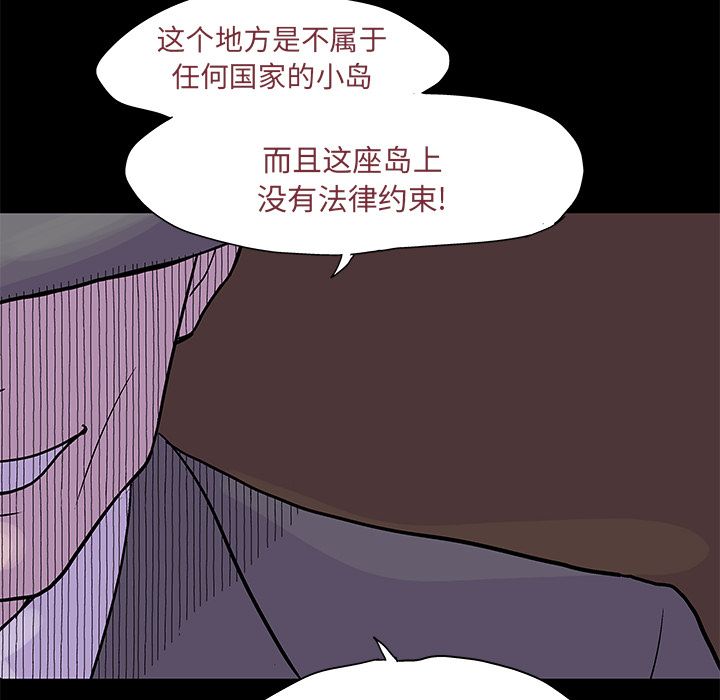 这个地方是不属于
任何国家的小岛
而且这座岛上
没有法律约束!